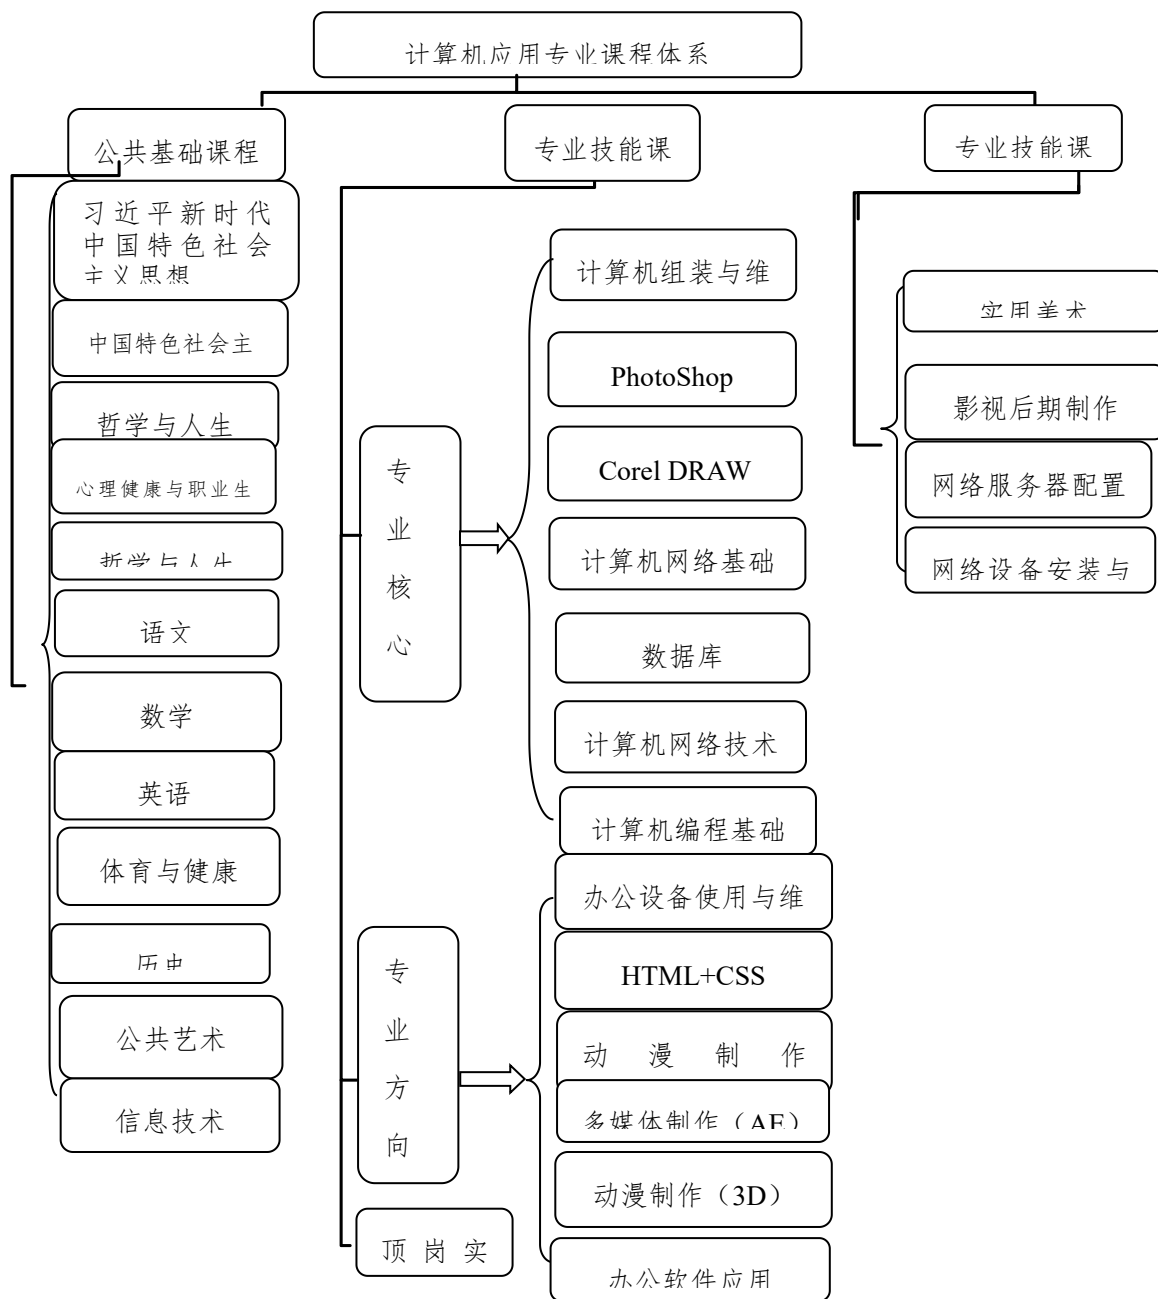 计算机应用专业课程体系
公共基础课程
专业技能课
专业技能课
习近平新时代
中国特色社会
主义思想
中国特色社会主
哲学与人生
心理健康与职业生
哲学与人生
语文
数学
英语
体育与健康
历史
公共艺术
信息技术
专
业
核
心
计算机组装与维
PhotoShop
Corel DRAW
计算机网络基础
数据库
计算机网络技术
计算机编程基础
专
业
方
向
办公设备使用与维
HTML+CSS
动漫制作
多媒体制作（AE）
动漫制作（3D）
办公软件应用
顶岗实
实用美术
影视后期制作
网络服务器配置
网络设备安装与